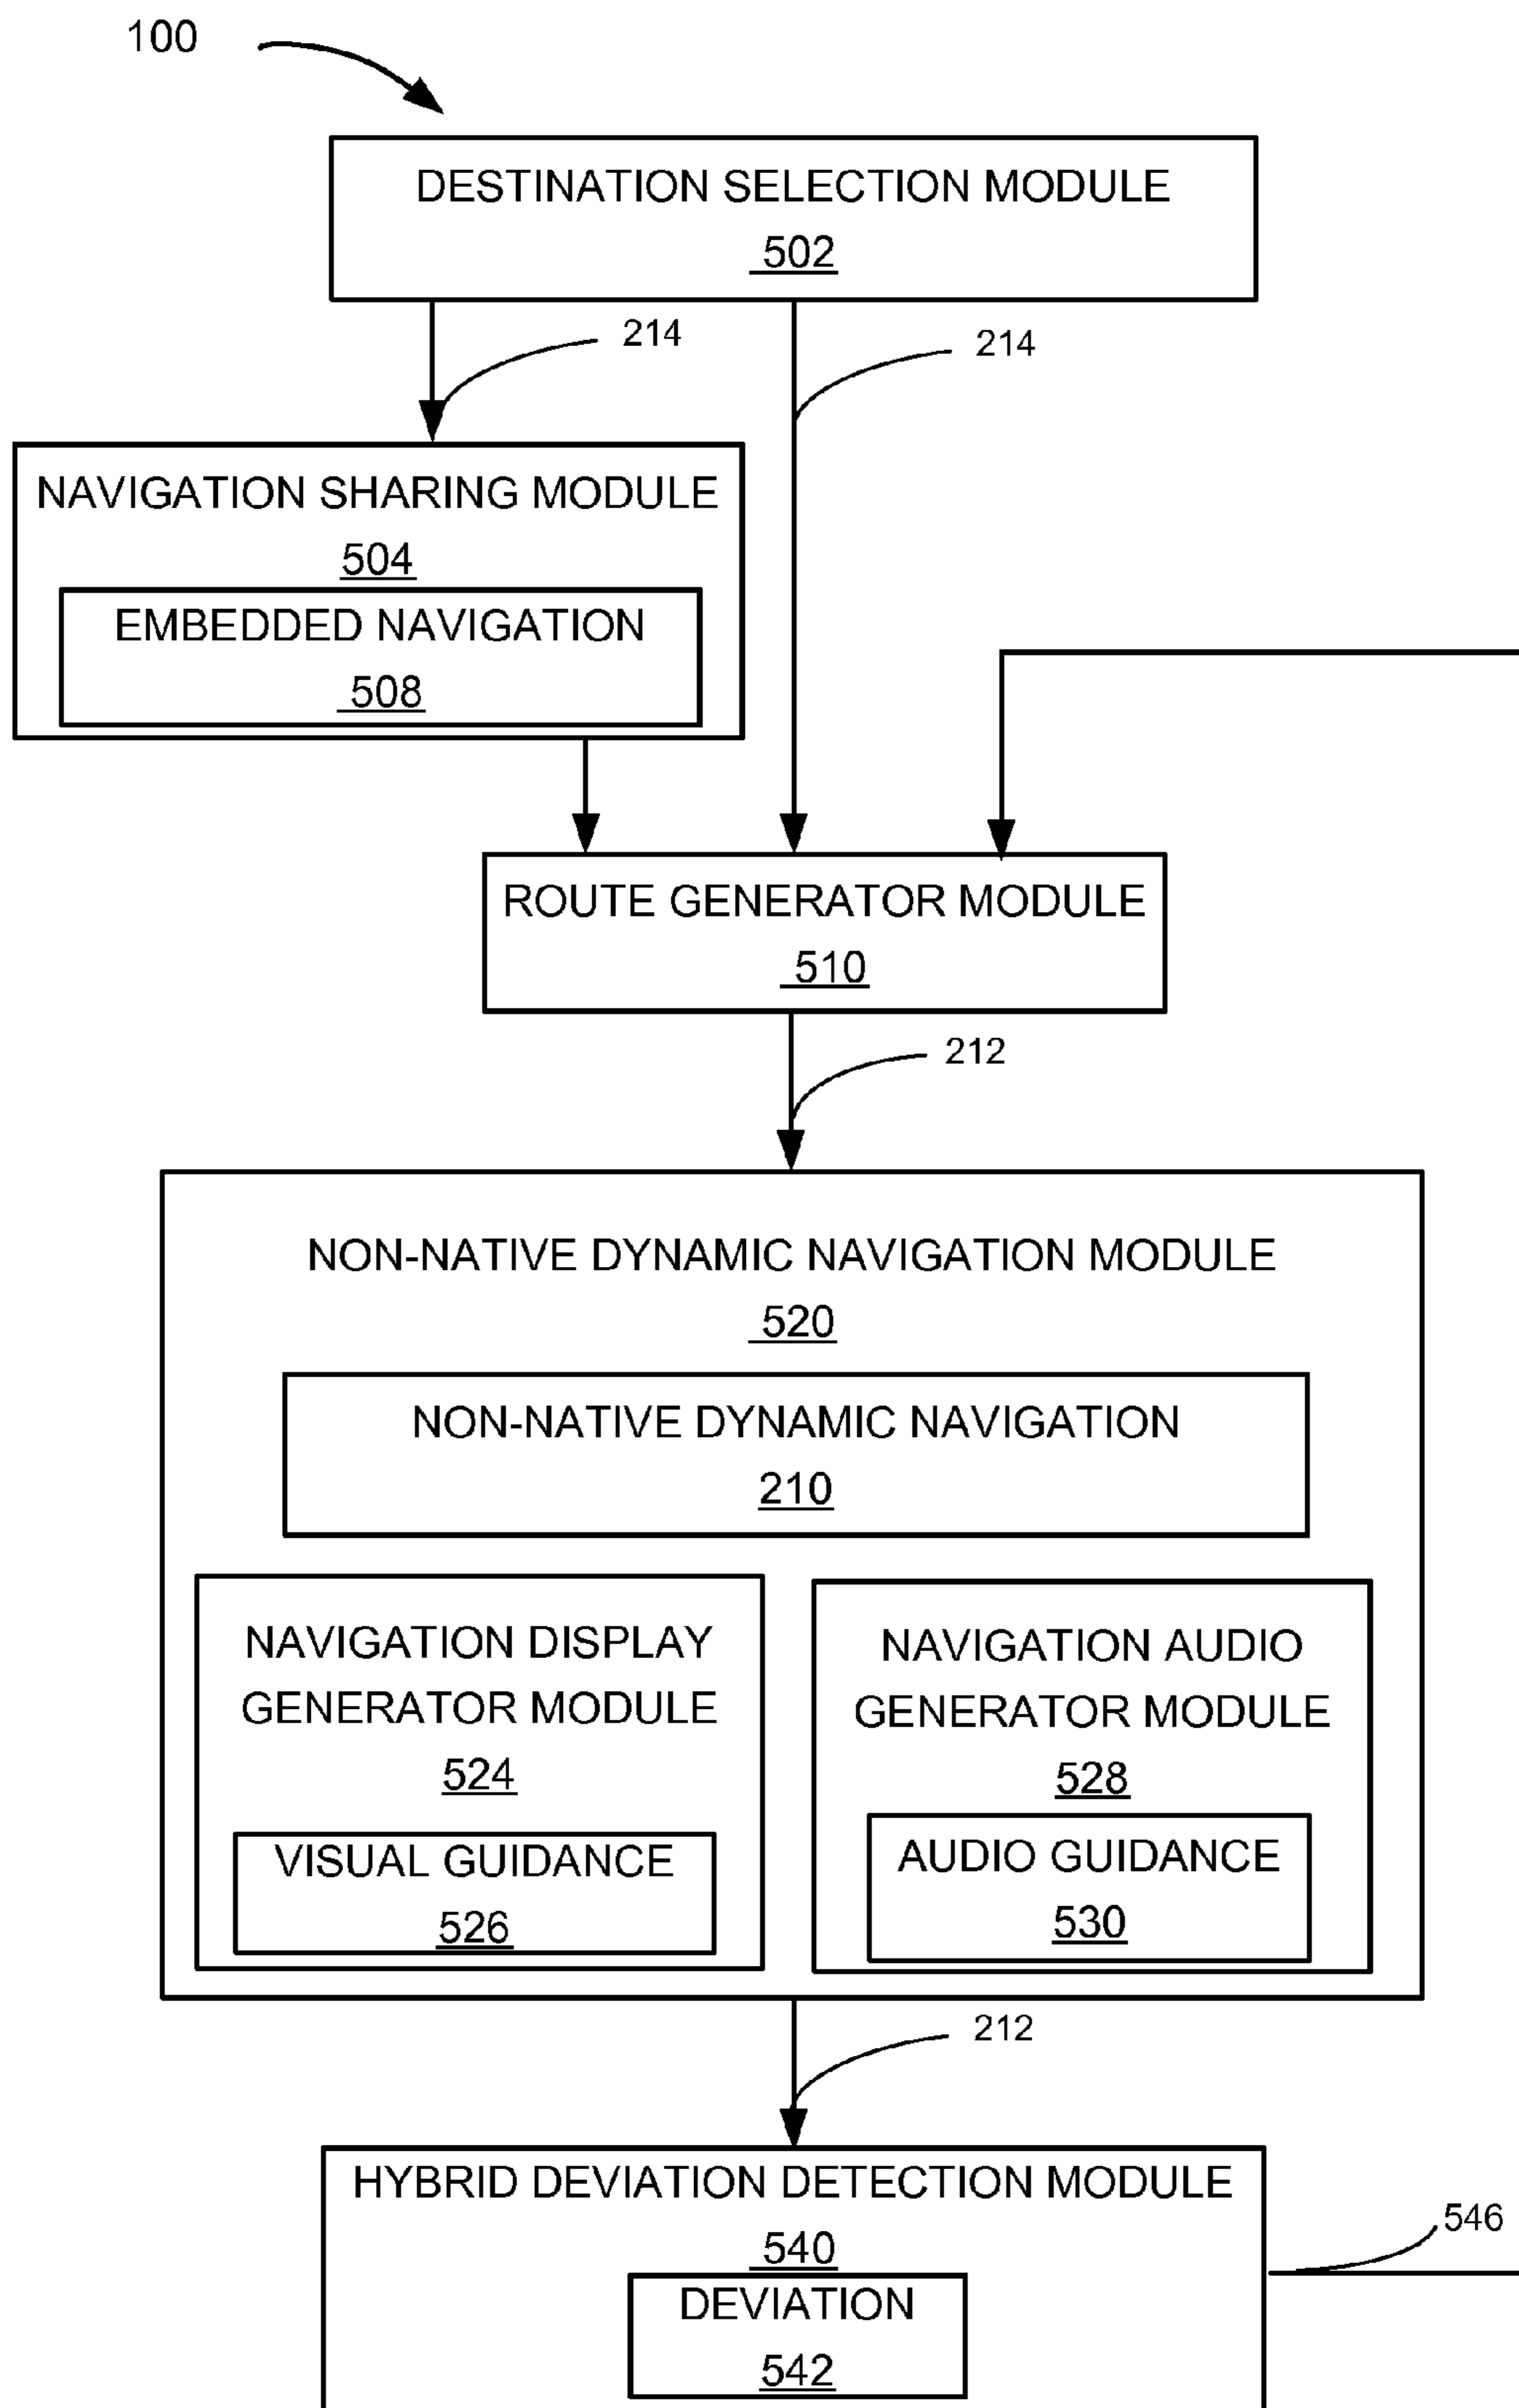 100
DESTINATION SELECTION MODULE
502
214
214
NAVIGATION SHARING MODULE
504
EMBEDDED NAVIGATION
508
ROUTE GENERATOR MODULE
510
212
NON-NATIVE DYNAMIC NAVIGATION MODULE
520
NON-NATIVE DYNAMIC NAVIGATION
210
NAVIGATION DISPLAY
GENERATOR MODULE
524
VISUAL GUIDANCE
526
NAVIGATION AUDIO
GENERATOR MODULE
528
AUDIO GUIDANCE
530
212
HYBRID DEVIATION DETECTION MODULE
540
DEVIATION
542
546